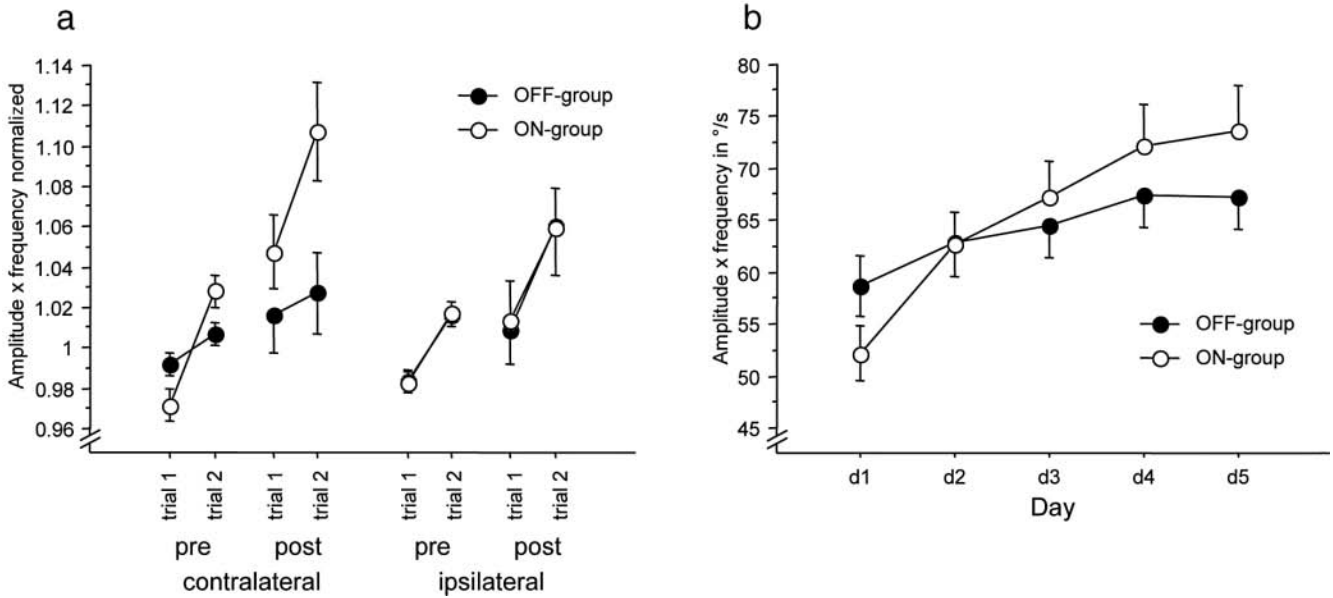 a
Amplitude x frequency normalized
1.14
1.12
1.10
1.08
1.06
1.04
1.02
1
0.98
0.96
OFF-group
ON-group
trial 1
trial 2
trial 1
trial 2
trial 1
trial 2
trial 1
trial 2
pre post pre post
contralateral ipsilateral
b
Amplitude x frequency in °/s
80
75
70
65
60
55
50
45
OFF-group
ON-group
d1 d2 d3 d4 d5
Day